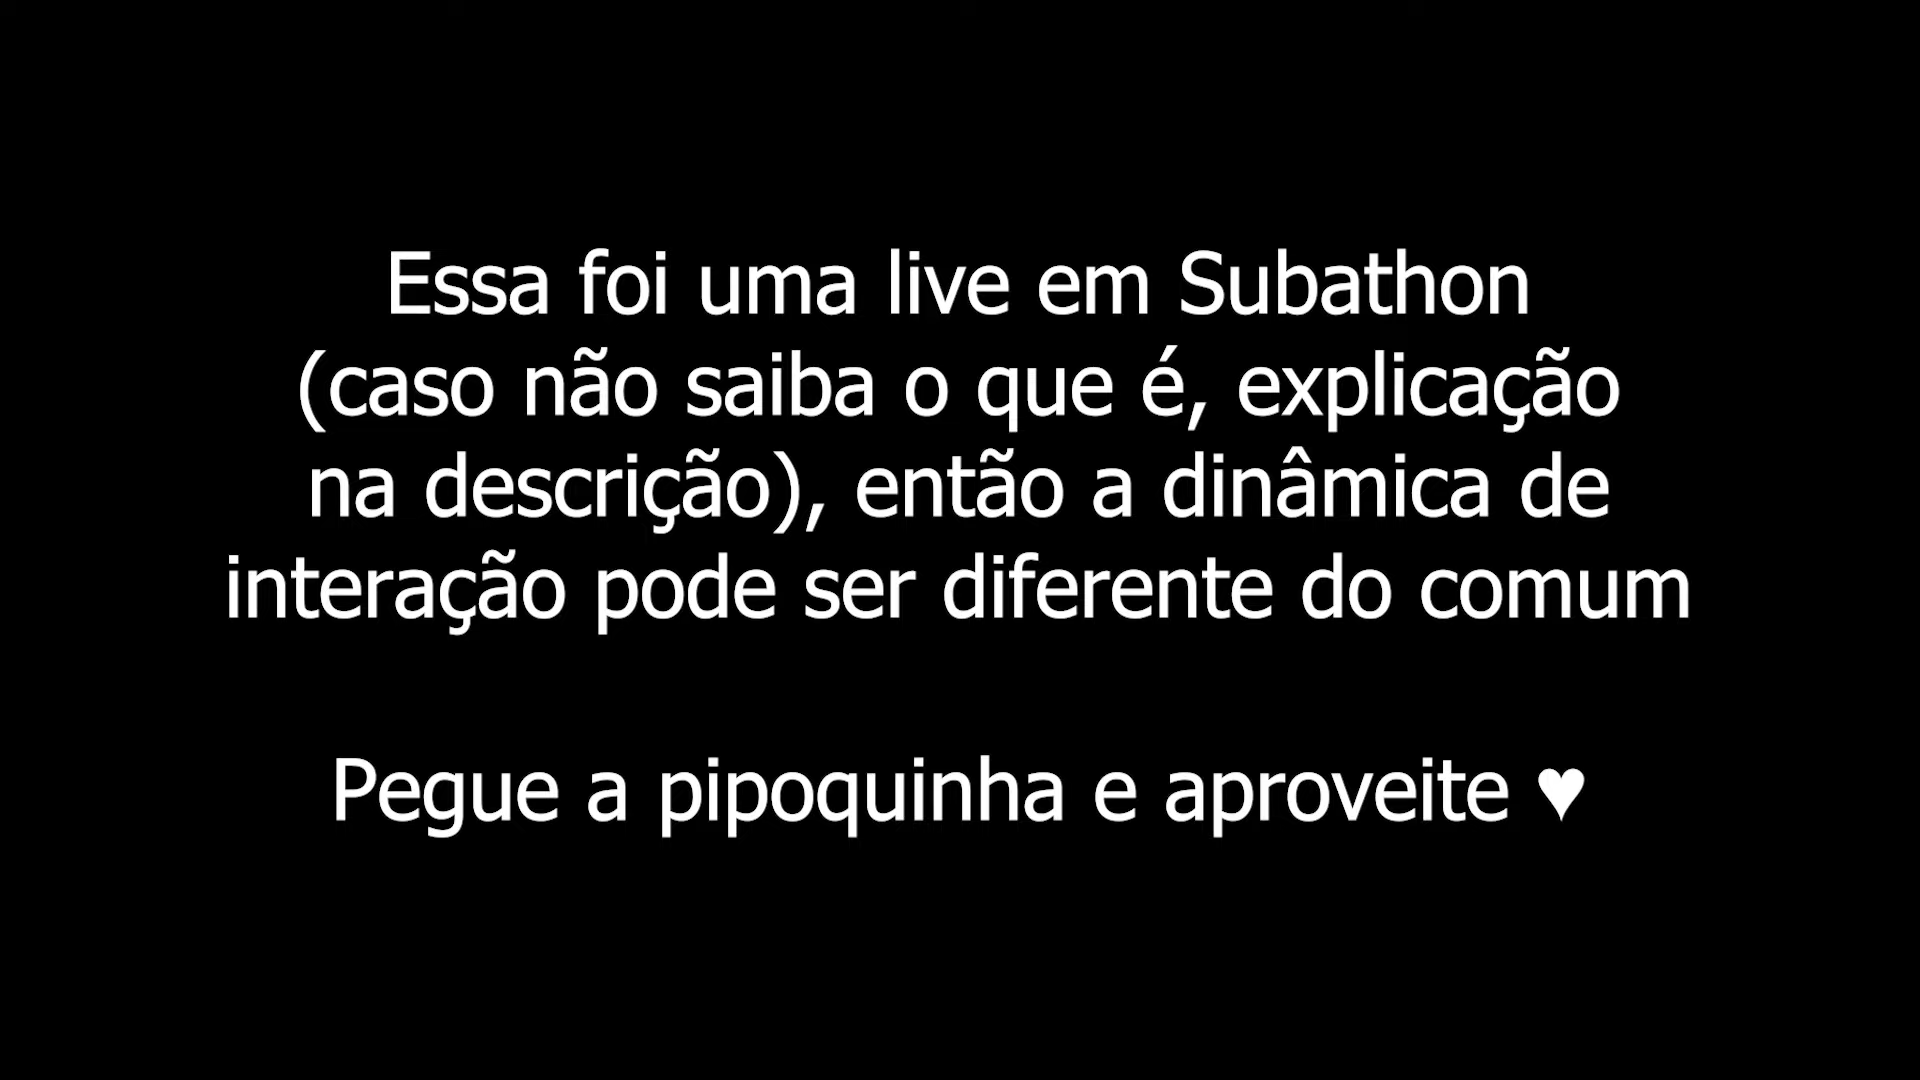 Essa foi uma live em Subathon
(caso não saiba o que é, explicação
na descrição), então a dinâmica de
interação pode ser diferente do comum
Pegue a pipoquinha e aproveite ♥